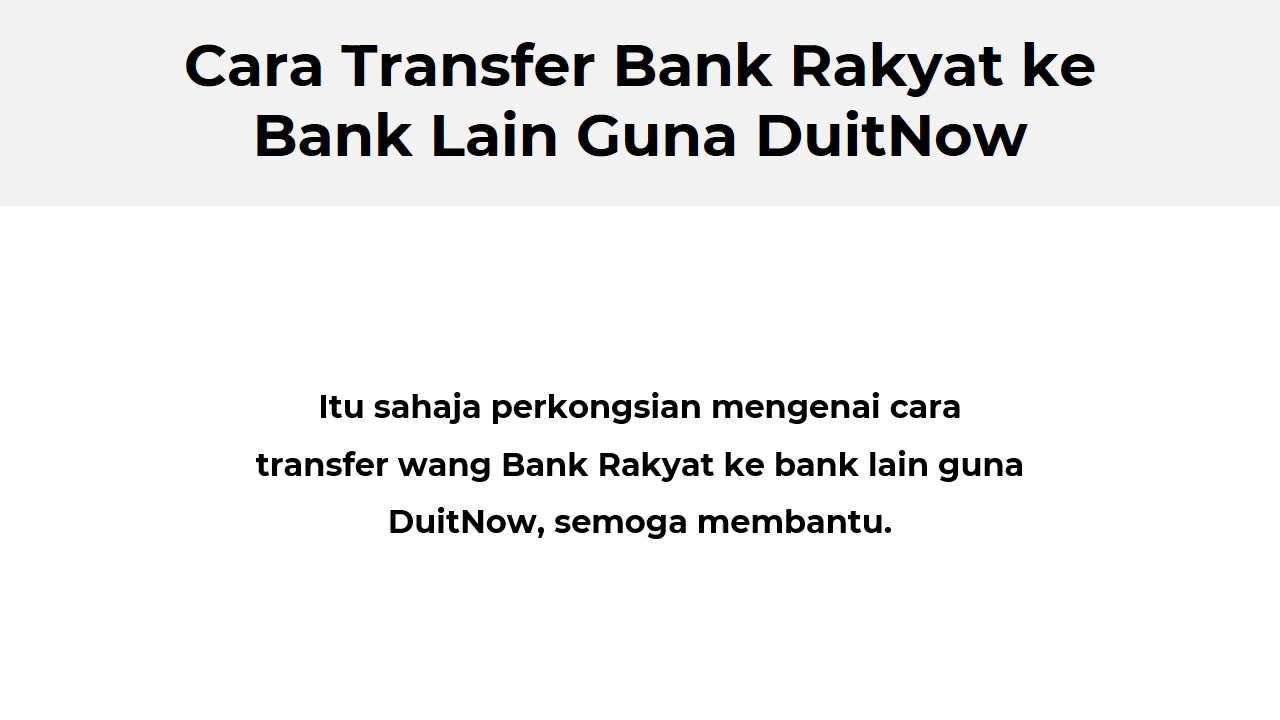 Cara Transfer Bank Rakyat ke
Bank Lain Guna DuitNow
Itu sahaja perkongsian mengenai cara
transfer wang Bank Rakyat ke bank lain guna
DuitNow, semoga membantu.